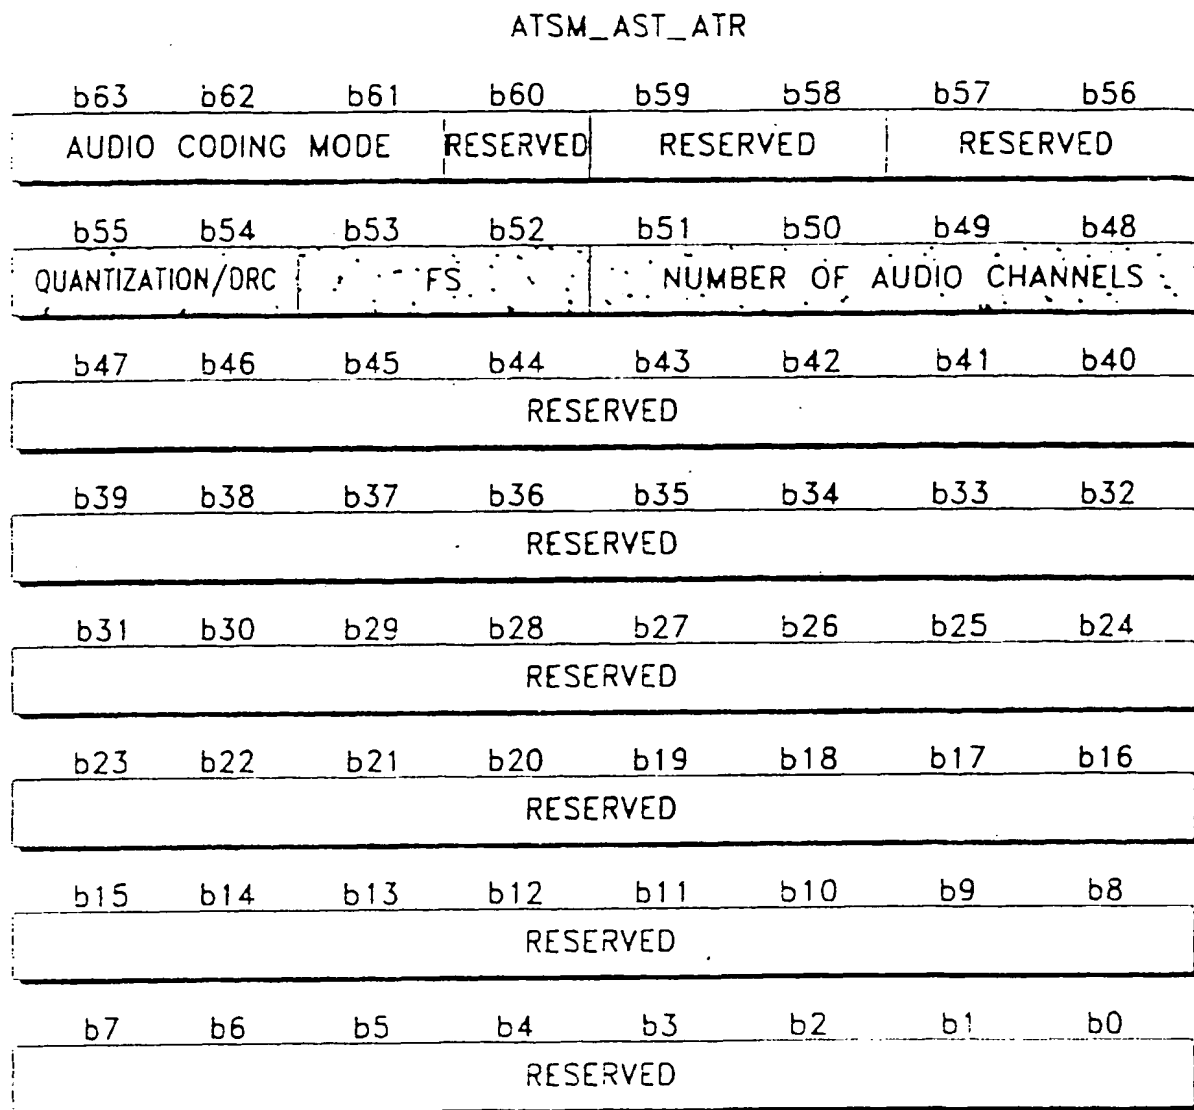 ATSM_AST_ATR
b63 b62 b61 b60 b59 b58 b57 b56
AUDIO CODING MODE RESERVED RESERVED RESERVED
b55 b54 b53 b52 b51 b50 b49 b48
QUANTIZATION/DRC FS NUMBER OF AUDIO CHANNELS
b47 b46 b45 b44 b43 b42 b41 b40
RESERVED
b39 b38 b37 b36 b35 b34 b33 b32
RESERVED
b31 b30 b29 b28 b27 b26 b25 b24
RESERVED
b23 b22 b21 b20 b19 b18 b17 b16
RESERVED
b15 b14 b13 b12 b11 b10 b9 b8
RESERVED
b7 b6 b5 b4 b3 b2 b1 b0
RESERVED